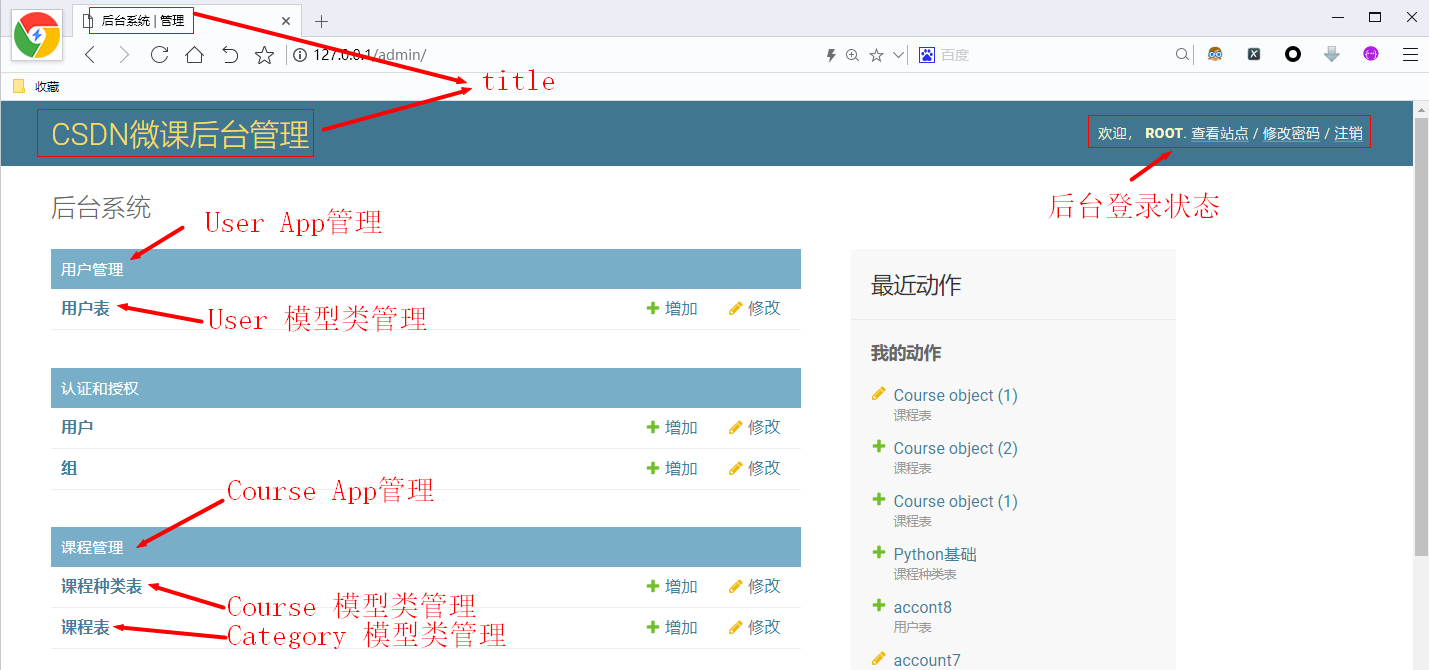 后台系统 | 管理
127.0.0.1/admin/
百度
收藏
title
CSDN微课后台管理
欢迎， ROOT. 查看站点 / 修改密码 / 注销
后台登录状态
后台系统
User App管理
用户管理
用户表 增加 修改
User 模型类管理
认证和授权
用户 增加 修改
组 增加 修改
Course App管理
课程管理
课程种类表 增加 修改
Course 模型类管理
课程表 增加 修改
Category 模型类管理
最近动作
我的动作
Course object (1)
课程表
Course object (2)
课程表
Course object (1)
课程表
Python基础
课程种类表
accont8
用户表
account7